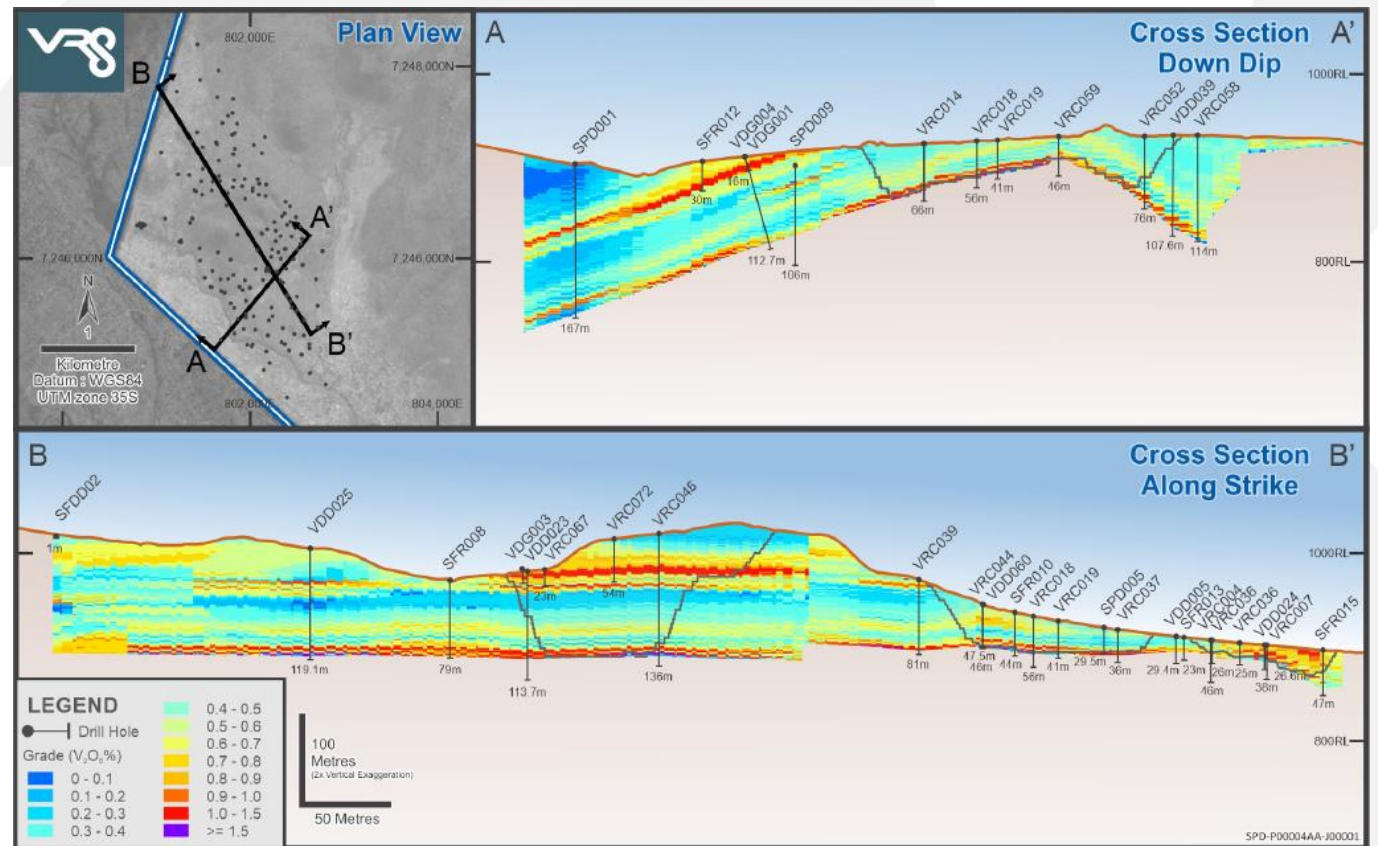 VR8
Plan View
802,000E
7,248,000N
B
A'
7,246,000N
N
1
Kilometre
Datum : WGS84
UTM zone 35S
A
B'
802,000E
804,000E
A
Cross Section
Down Dip
A'
1000RL
800RL
SPD001
SFR012
VDG004
VDG001
SPD009
VRC014
VRC018
VRC019
VRC059
VRC052
VDD039
VRC058
167m
30m
16m
112.7m
106m
66m
56m
41m
46m
76m
107.6m
114m
B
Cross Section
Along Strike
B'
1000RL
800RL
SFDD02
VDD025
SFR008
VDG003
VDD023
VRC067
VRC072
VRC046
VRC039
VRC044
VDD060
SFR010
VRC018
VRC019
SPD005
VRC037
VDD005
SFR013
VRC004
VRC036
VRC036
VDD024
VRC007
SFR015
1m
119.1m
79m
113.7m
23m
54m
136m
81m
47.5m
46m
44m
56m
41m
29.5m
36m
29.4m
23m
46m
26m
25m
38m
26.6m
47m
LEGEND
Drill Hole
Grade (V₂O₅%)
0 - 0.1
0.1 - 0.2
0.2 - 0.3
0.3 - 0.4
0.4 - 0.5
0.5 - 0.6
0.6 - 0.7
0.7 - 0.8
0.8 - 0.9
0.9 - 1.0
1.0 - 1.5
>= 1.5
100
Metres
(2x Vertical Exaggeration)
50 Metres
SPD-P00004AA-J00001